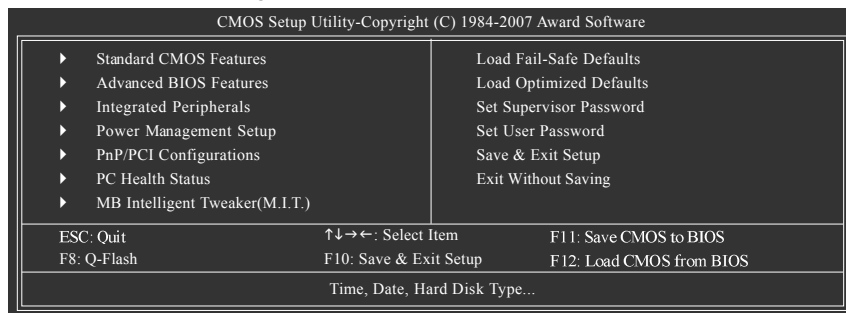 CMOS Setup Utility-Copyright (C) 1984-2007 Award Software
Standard CMOS Features
Advanced BIOS Features
Integrated Peripherals
Power Management Setup
PnP/PCI Configurations
PC Health Status
MB Intelligent Tweaker(M.I.T.)
Load Fail-Safe Defaults
Load Optimized Defaults
Set Supervisor Password
Set User Password
Save & Exit Setup
Exit Without Saving
ESC: Quit ↑↓→←: Select Item F11: Save CMOS to BIOS
F8: Q-Flash F10: Save & Exit Setup F12: Load CMOS from BIOS
Time, Date, Hard Disk Type...